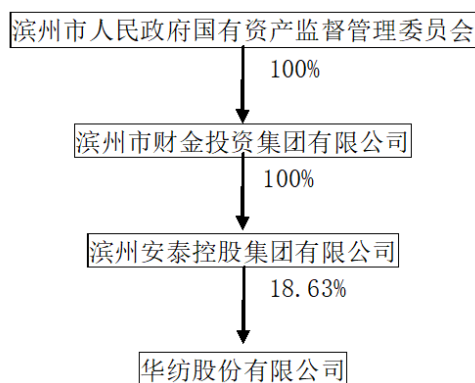 滨州市人民政府国有资产监督管理委员会
100%
滨州市财金投资集团有限公司
100%
滨州安泰控股集团有限公司
18.63%
华纺股份有限公司